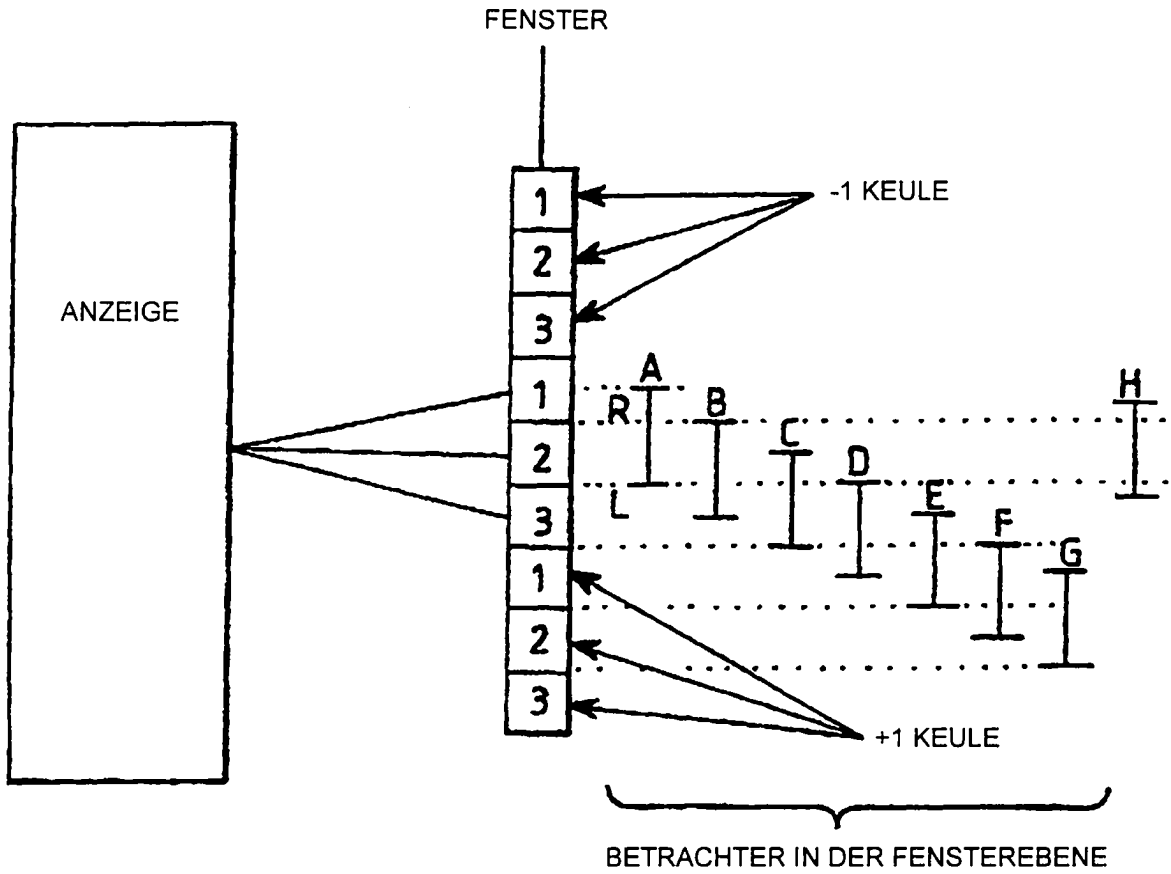 FENSTER
ANZEIGE
1
2
3
1
2
3
1
2
3
-1 KEULE
A
R
L
B
C
D
E
F
G
H
+1 KEULE
BETRACHTER IN DER FENSTEREBENE